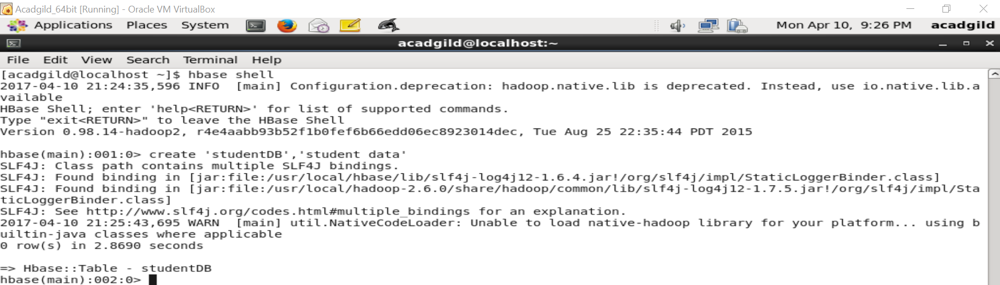 Acadgild_64bit [Running] - Oracle VM VirtualBox
Applications Places System Mon Apr 10, 9:26 PM acadgild
acadgild@localhost:~
File Edit View Search Terminal Help
[acadgild@localhost ~]$ hbase shell
2017-04-10 21:24:35,596 INFO  [main] Configuration.deprecation: hadoop.native.lib is deprecated. Instead, use io.native.lib.a
vailable
HBase Shell; enter 'help<RETURN>' for list of supported commands.
Type "exit<RETURN>" to leave the HBase Shell
Version 0.98.14-hadoop2, r4e4aabb93b52f1b0fef6b66edd06ec8923014dec, Tue Aug 25 22:35:44 PDT 2015
hbase(main):001:0> create 'studentDB','student data'
SLF4J: Class path contains multiple SLF4J bindings.
SLF4J: Found binding in [jar:file:/usr/local/hbase/lib/slf4j-log4j12-1.6.4.jar!/org/slf4j/impl/StaticLoggerBinder.class]
SLF4J: Found binding in [jar:file:/usr/local/hadoop-2.6.0/share/hadoop/common/lib/slf4j-log4j12-1.7.5.jar!/org/slf4j/impl/Sta
ticLoggerBinder.class]
SLF4J: See http://www.slf4j.org/codes.html#multiple_bindings for an explanation.
2017-04-10 21:25:43,695 WARN  [main] util.NativeCodeLoader: Unable to load native-hadoop library for your platform... using b
uiltin-java classes where applicable
0 row(s) in 2.8690 seconds
=> Hbase::Table - studentDB
hbase(main):002:0>